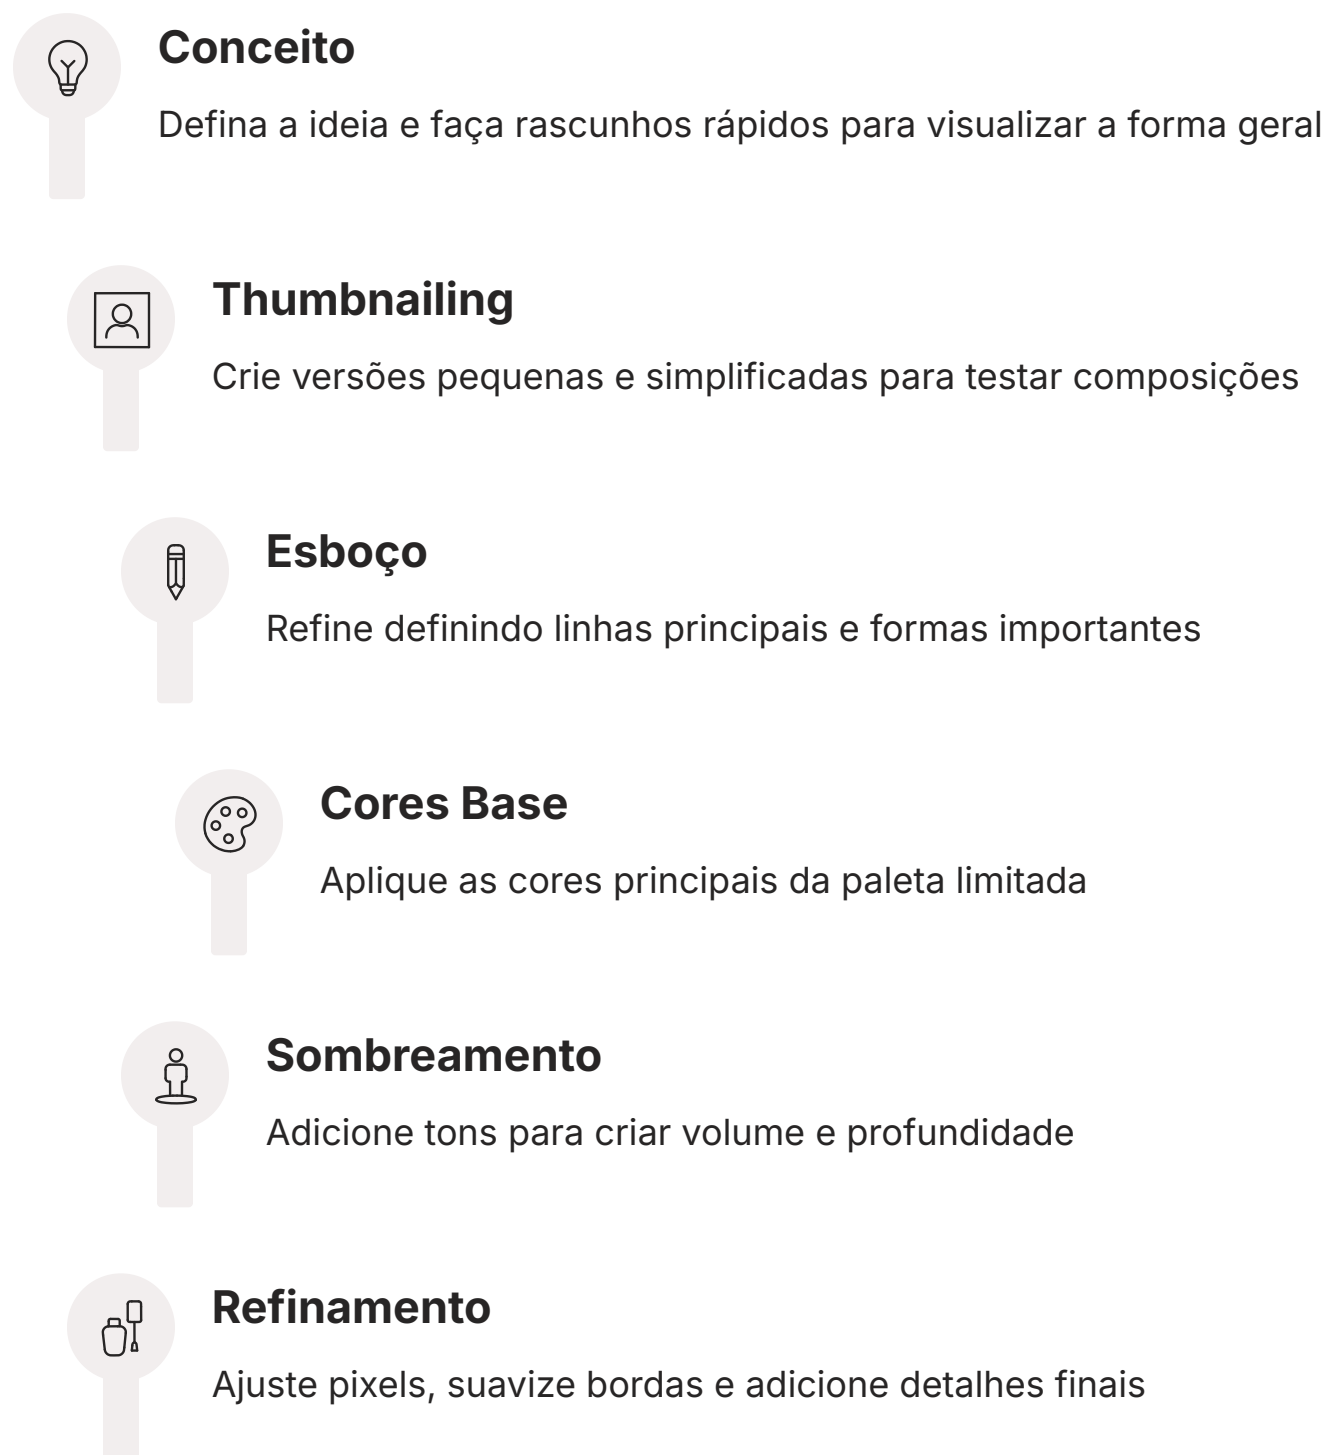 Conceito
Defina a ideia e faça rascunhos rápidos para visualizar a forma geral
Thumbnailing
Crie versões pequenas e simplificadas para testar composições
Esboço
Refine definindo linhas principais e formas importantes
Cores Base
Aplique as cores principais da paleta limitada
Sombreamento
Adicione tons para criar volume e profundidade
Refinamento
Ajuste pixels, suavize bordas e adicione detalhes finais